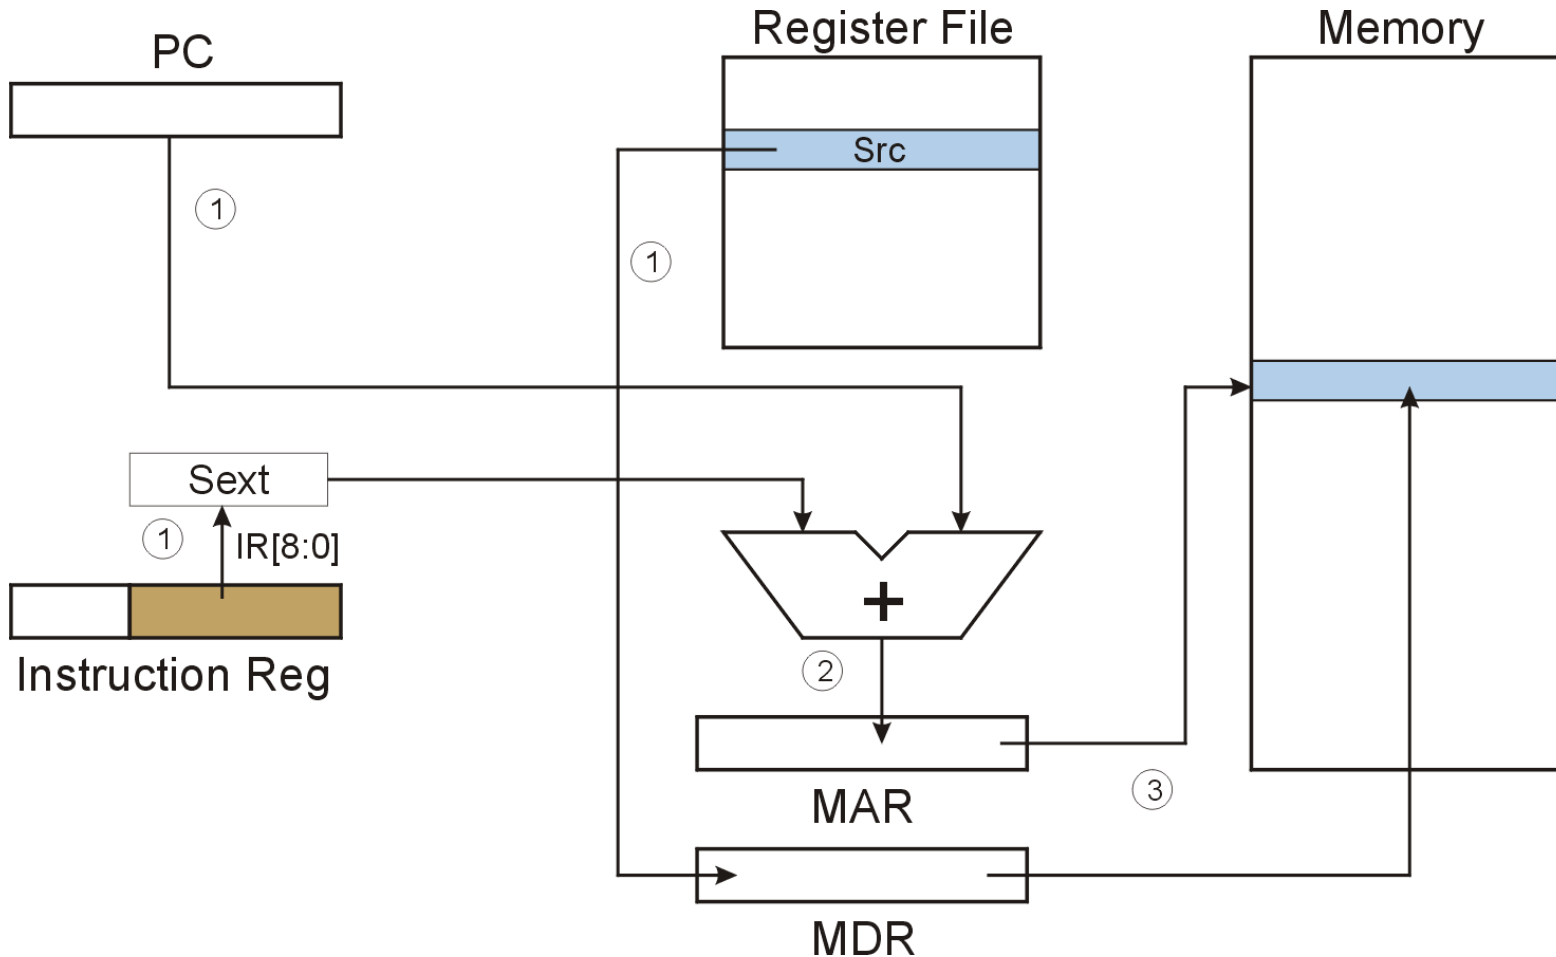 Register File
Memory
PC
Src
1
1
Sext
1
IR[8:0]
+
Instruction Reg
2
3
MAR
MDR